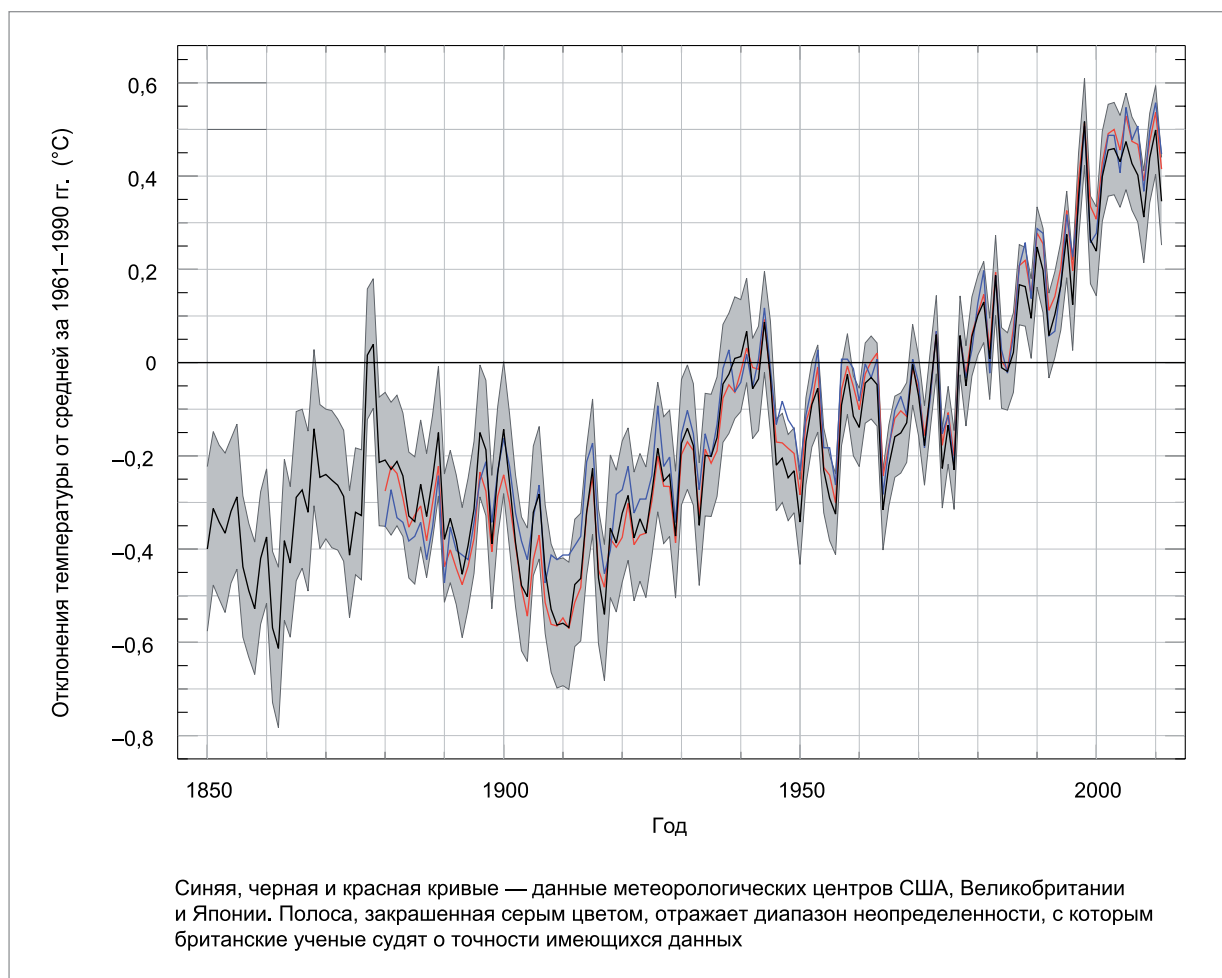 Отклонения температуры от средней за 1961–1990 гг. (°С)
0,6
0,4
0,2
0
–0,2
–0,4
–0,6
–0,8
1850 1900 1950 2000
Год
Синяя, черная и красная кривые — данные метеорологических центров США, Великобритании
и Японии. Полоса, закрашенная серым цветом, отражает диапазон неопределенности, с которым
британские ученые судят о точности имеющихся данных